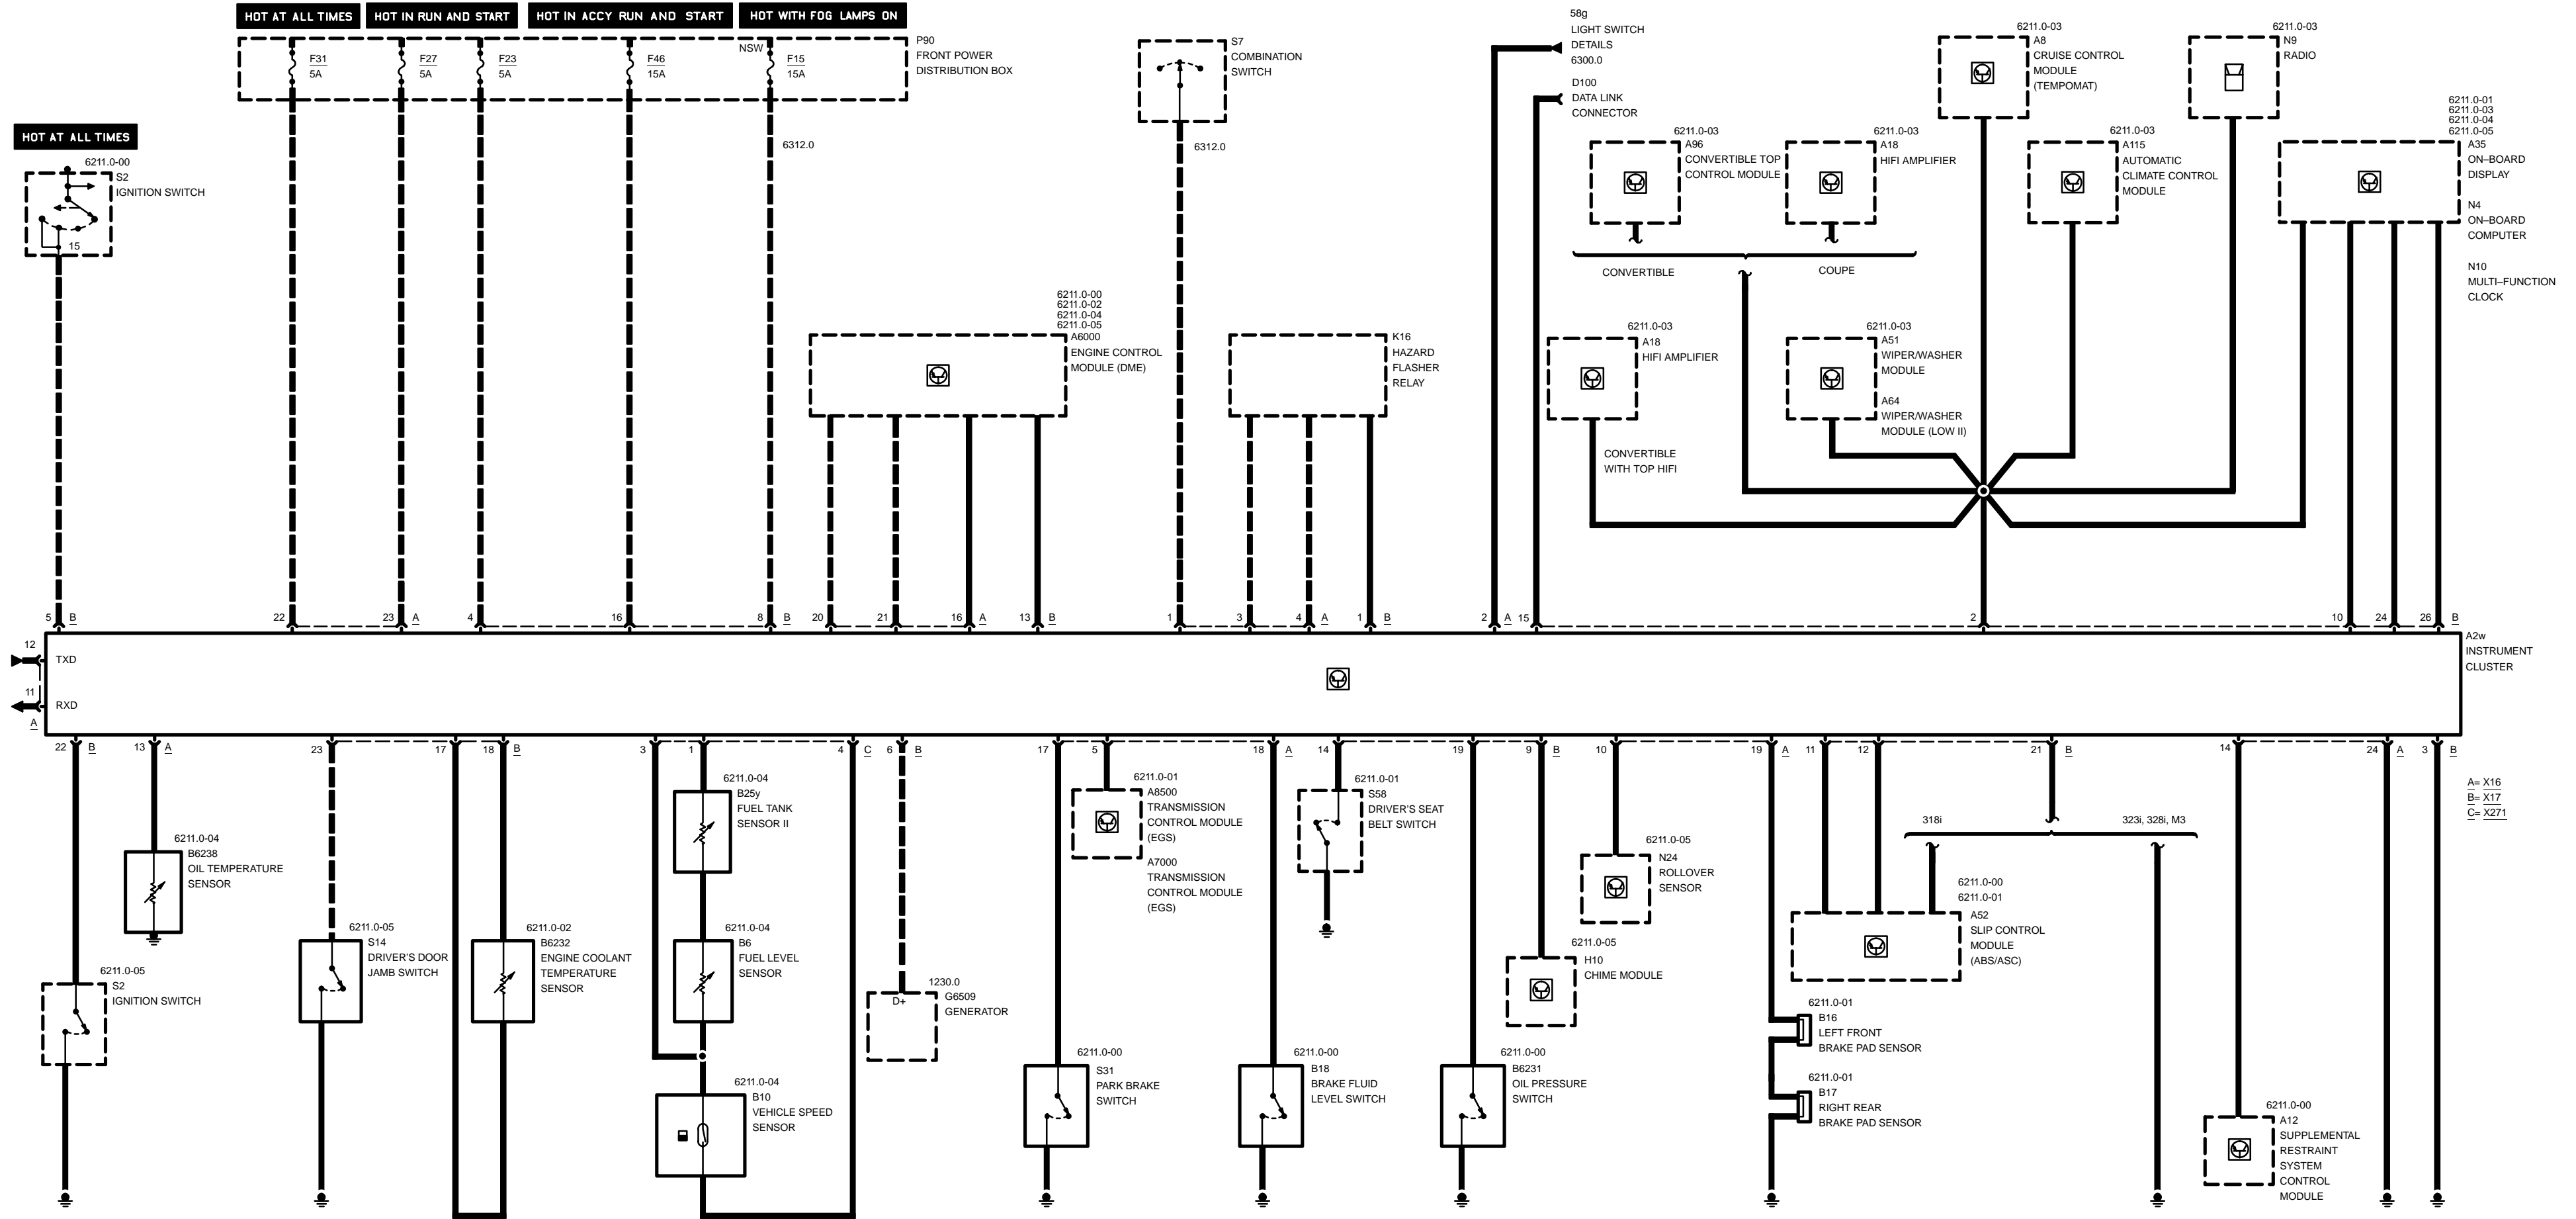 HOT AT ALL TIMES
HOT IN RUN AND START
HOT IN ACCY RUN AND START
HOT WITH FOG LAMPS ON
F31
5A
F27
5A
F23
5A
F46
15A
NSW
F15
15A
P90
FRONT POWER
DISTRIBUTION BOX
6312.0
S7
COMBINATION
SWITCH
6312.0
58g
LIGHT SWITCH
DETAILS
6300.0
D100
DATA LINK
CONNECTOR
6211.0-03
A8
CRUISE CONTROL
MODULE
(TEMPOMAT)
6211.0-03
N9
RADIO
HOT AT ALL TIMES
6211.0-00
S2
IGNITION SWITCH
15
6211.0-03
A96
CONVERTIBLE TOP
CONTROL MODULE
6211.0-03
A18
HIFI AMPLIFIER
6211.0-03
A115
AUTOMATIC
CLIMATE CONTROL
MODULE
6211.0-01
6211.0-03
6211.0-04
6211.0-05
A35
ON–BOARD
DISPLAY
N4
ON–BOARD
COMPUTER
N10
MULTI–FUNCTION
CLOCK
CONVERTIBLE
COUPE
6211.0-00
6211.0-02
6211.0-04
6211.0-05
A6000
ENGINE CONTROL
MODULE (DME)
K16
HAZARD
FLASHER
RELAY
6211.0-03
A18
HIFI AMPLIFIER
CONVERTIBLE
WITH TOP HIFI
6211.0-03
A51
WIPER/WASHER
MODULE
A64
WIPER/WASHER
MODULE (LOW II)
5 B 22 23 A 4 16 8 B 20 21 16 A 13 B 1 3 4 A 1 B 2 A 15 2 10 24 26 B
12
TXD
11
RXD
A
A2w
INSTRUMENT
CLUSTER
22 B 13 A 23 17 18 B 3 1 4 C 6 B 17 5 18 A 14 19 9 B 10 19 A 11 12 21 B 14 24 A 3 B
A= X16
B= X17
C= X271
6211.0-04
B6238
OIL TEMPERATURE
SENSOR
6211.0-05
S2
IGNITION SWITCH
6211.0-05
S14
DRIVER'S DOOR
JAMB SWITCH
6211.0-02
B6232
ENGINE COOLANT
TEMPERATURE
SENSOR
6211.0-04
B25y
FUEL TANK
SENSOR II
6211.0-04
B6
FUEL LEVEL
SENSOR
6211.0-04
B10
VEHICLE SPEED
SENSOR
1230.0
D+
G6509
GENERATOR
6211.0-01
A8500
TRANSMISSION
CONTROL MODULE
(EGS)
A7000
TRANSMISSION
CONTROL MODULE
(EGS)
6211.0-00
S31
PARK BRAKE
SWITCH
6211.0-01
S58
DRIVER'S SEAT
BELT SWITCH
6211.0-00
B18
BRAKE FLUID
LEVEL SWITCH
6211.0-00
B6231
OIL PRESSURE
SWITCH
6211.0-05
H10
CHIME MODULE
6211.0-05
N24
ROLLOVER
SENSOR
318i
323i, 328i, M3
6211.0-00
6211.0-01
A52
SLIP CONTROL
MODULE
(ABS/ASC)
6211.0-01
B16
LEFT FRONT
BRAKE PAD SENSOR
6211.0-01
B17
RIGHT REAR
BRAKE PAD SENSOR
6211.0-00
A12
SUPPLEMENTAL
RESTRAINT
SYSTEM
CONTROL
MODULE